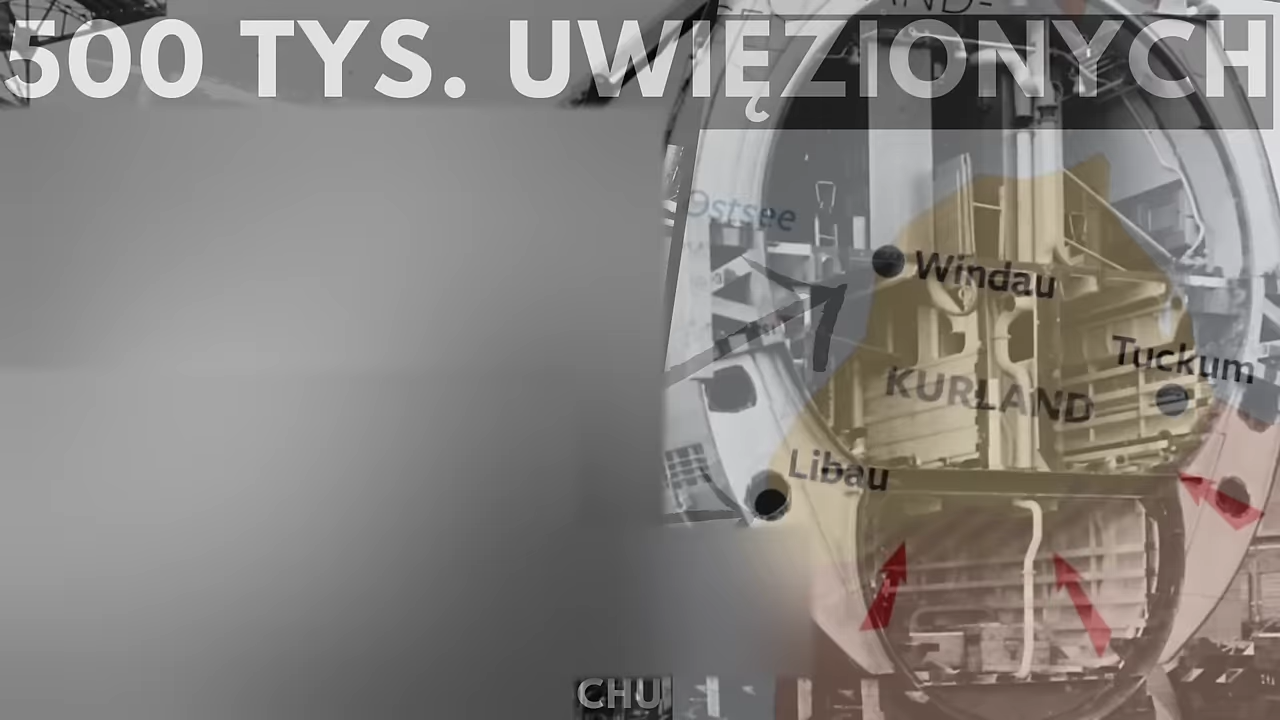 500 TYS. UWIĘZIONYCH
Ostsee
Windau
Tuckum
KURLAND
Libau
CHU